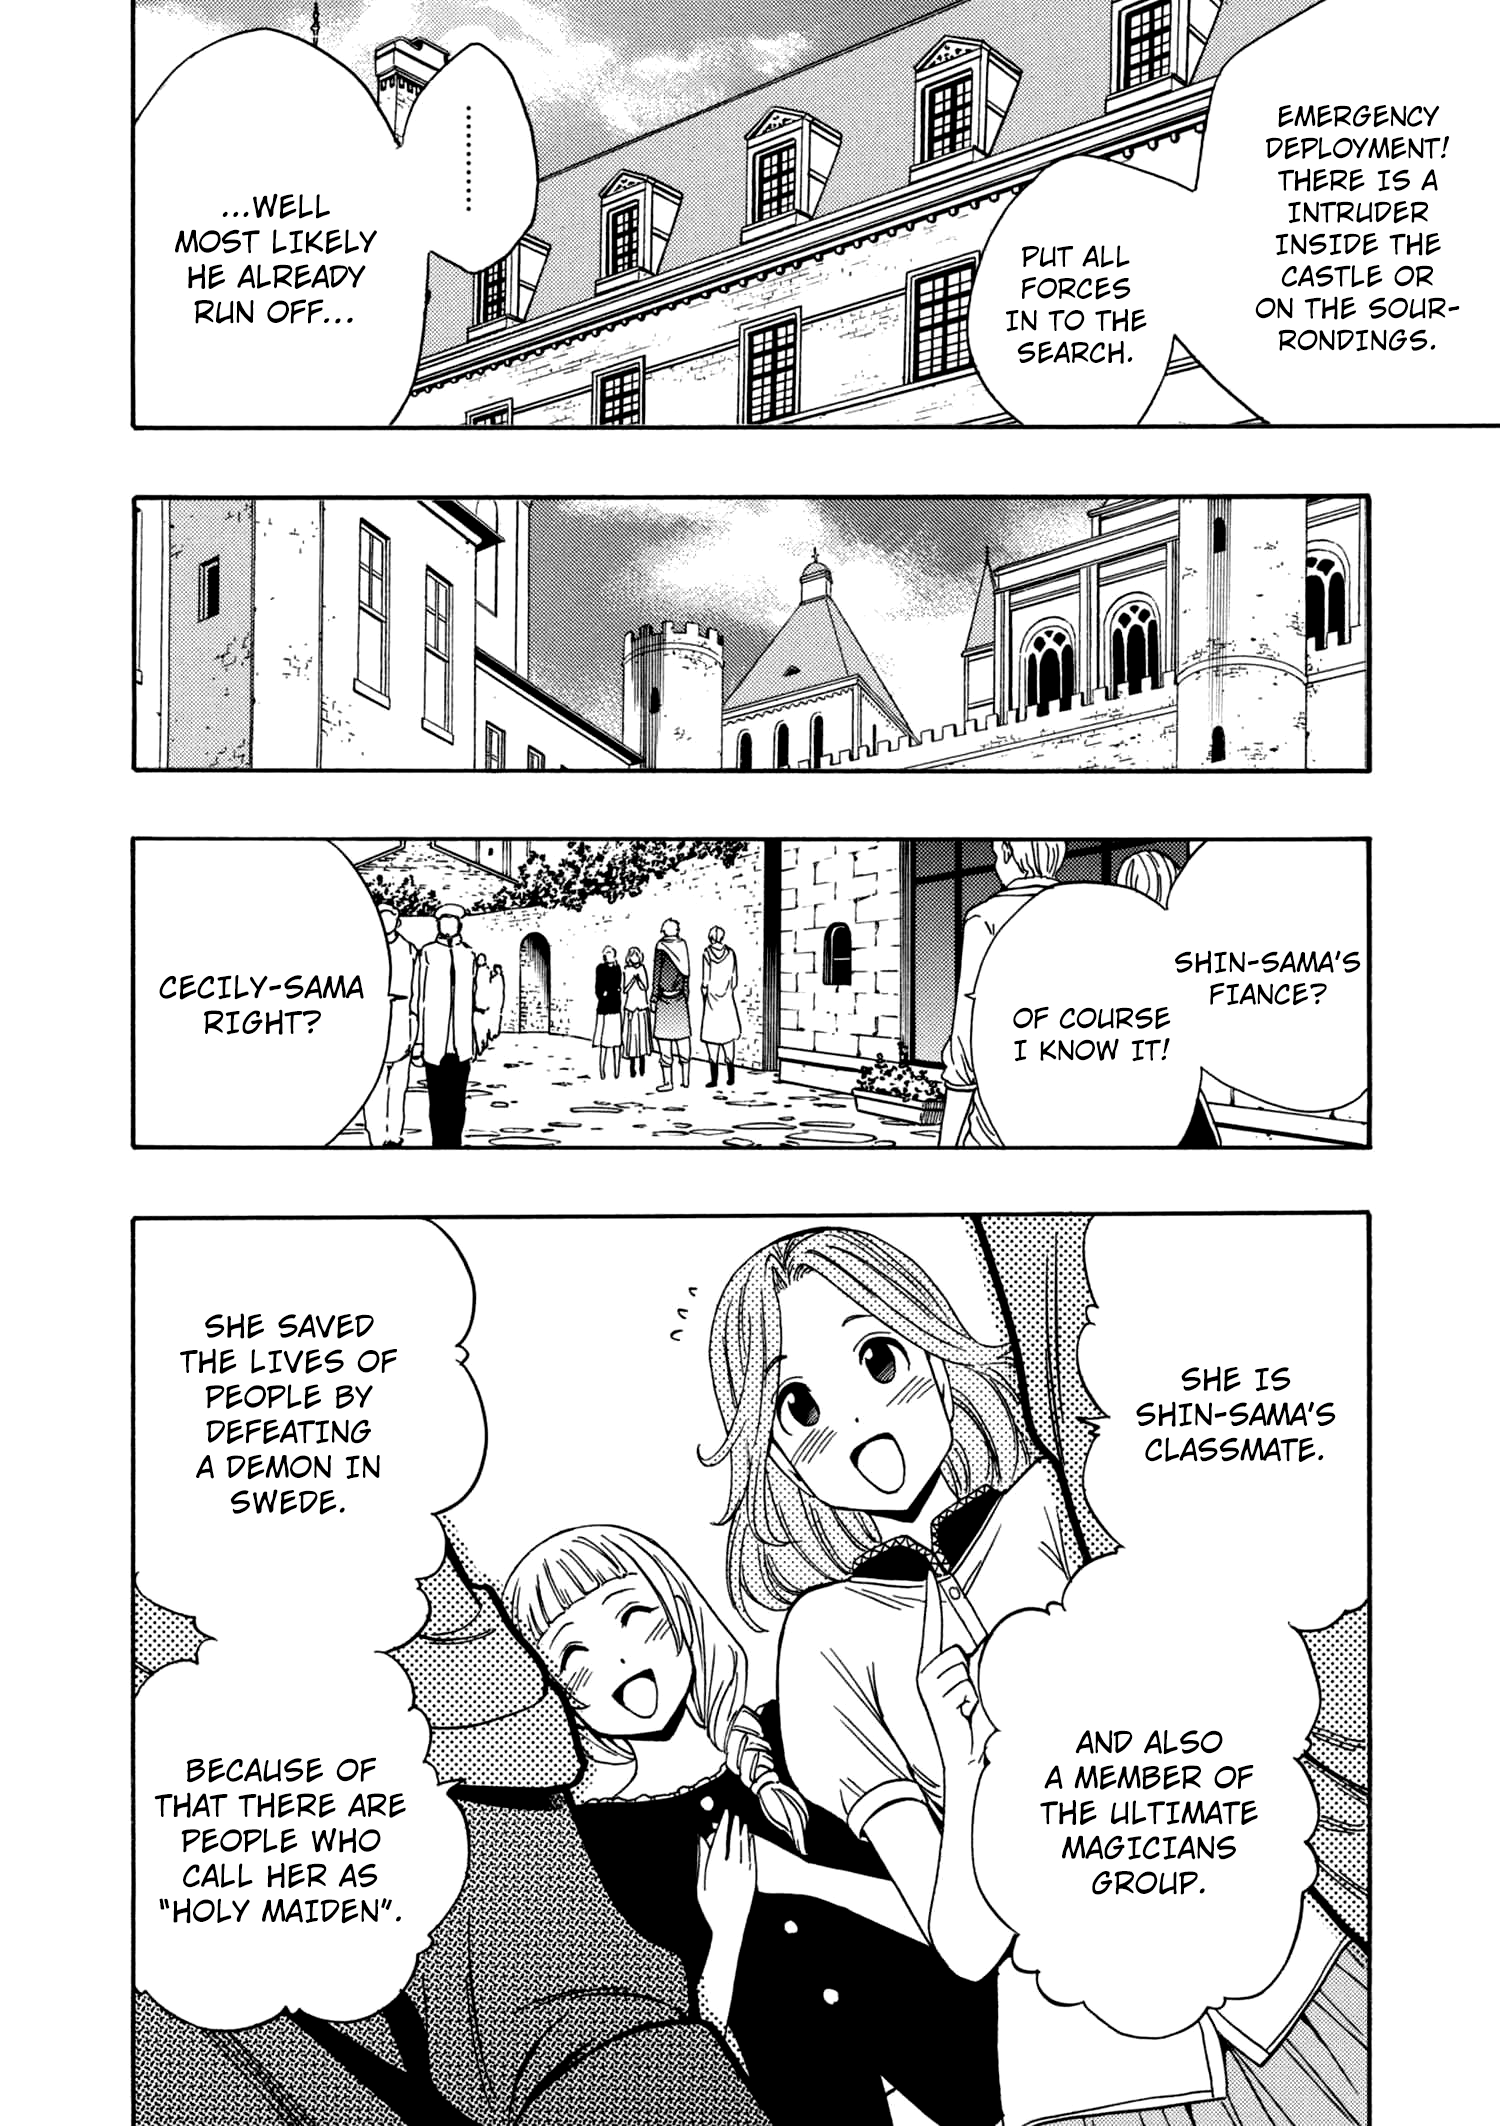 EMERGENCY
DEPLOYMENT!
THERE IS A
INTRUDER
INSIDE THE
CASTLE OR
ON THE SOUR-
RONDINGS.
PUT ALL
FORCES
IN TO THE
SEARCH.
.........
...WELL
MOST LIKELY
HE ALREADY
RUN OFF...
SHIN-SAMA'S
FIANCE?
OF COURSE
I KNOW IT!
CECILY-SAMA
RIGHT?
SHE IS
SHIN-SAMA'S
CLASSMATE.
AND ALSO
A MEMBER OF
THE ULTIMATE
MAGICIANS
GROUP.
SHE SAVED
THE LIVES OF
PEOPLE BY
DEFEATING
A DEMON IN
SWEDE.
BECAUSE OF
THAT THERE ARE
PEOPLE WHO
CALL HER AS
"HOLY MAIDEN".